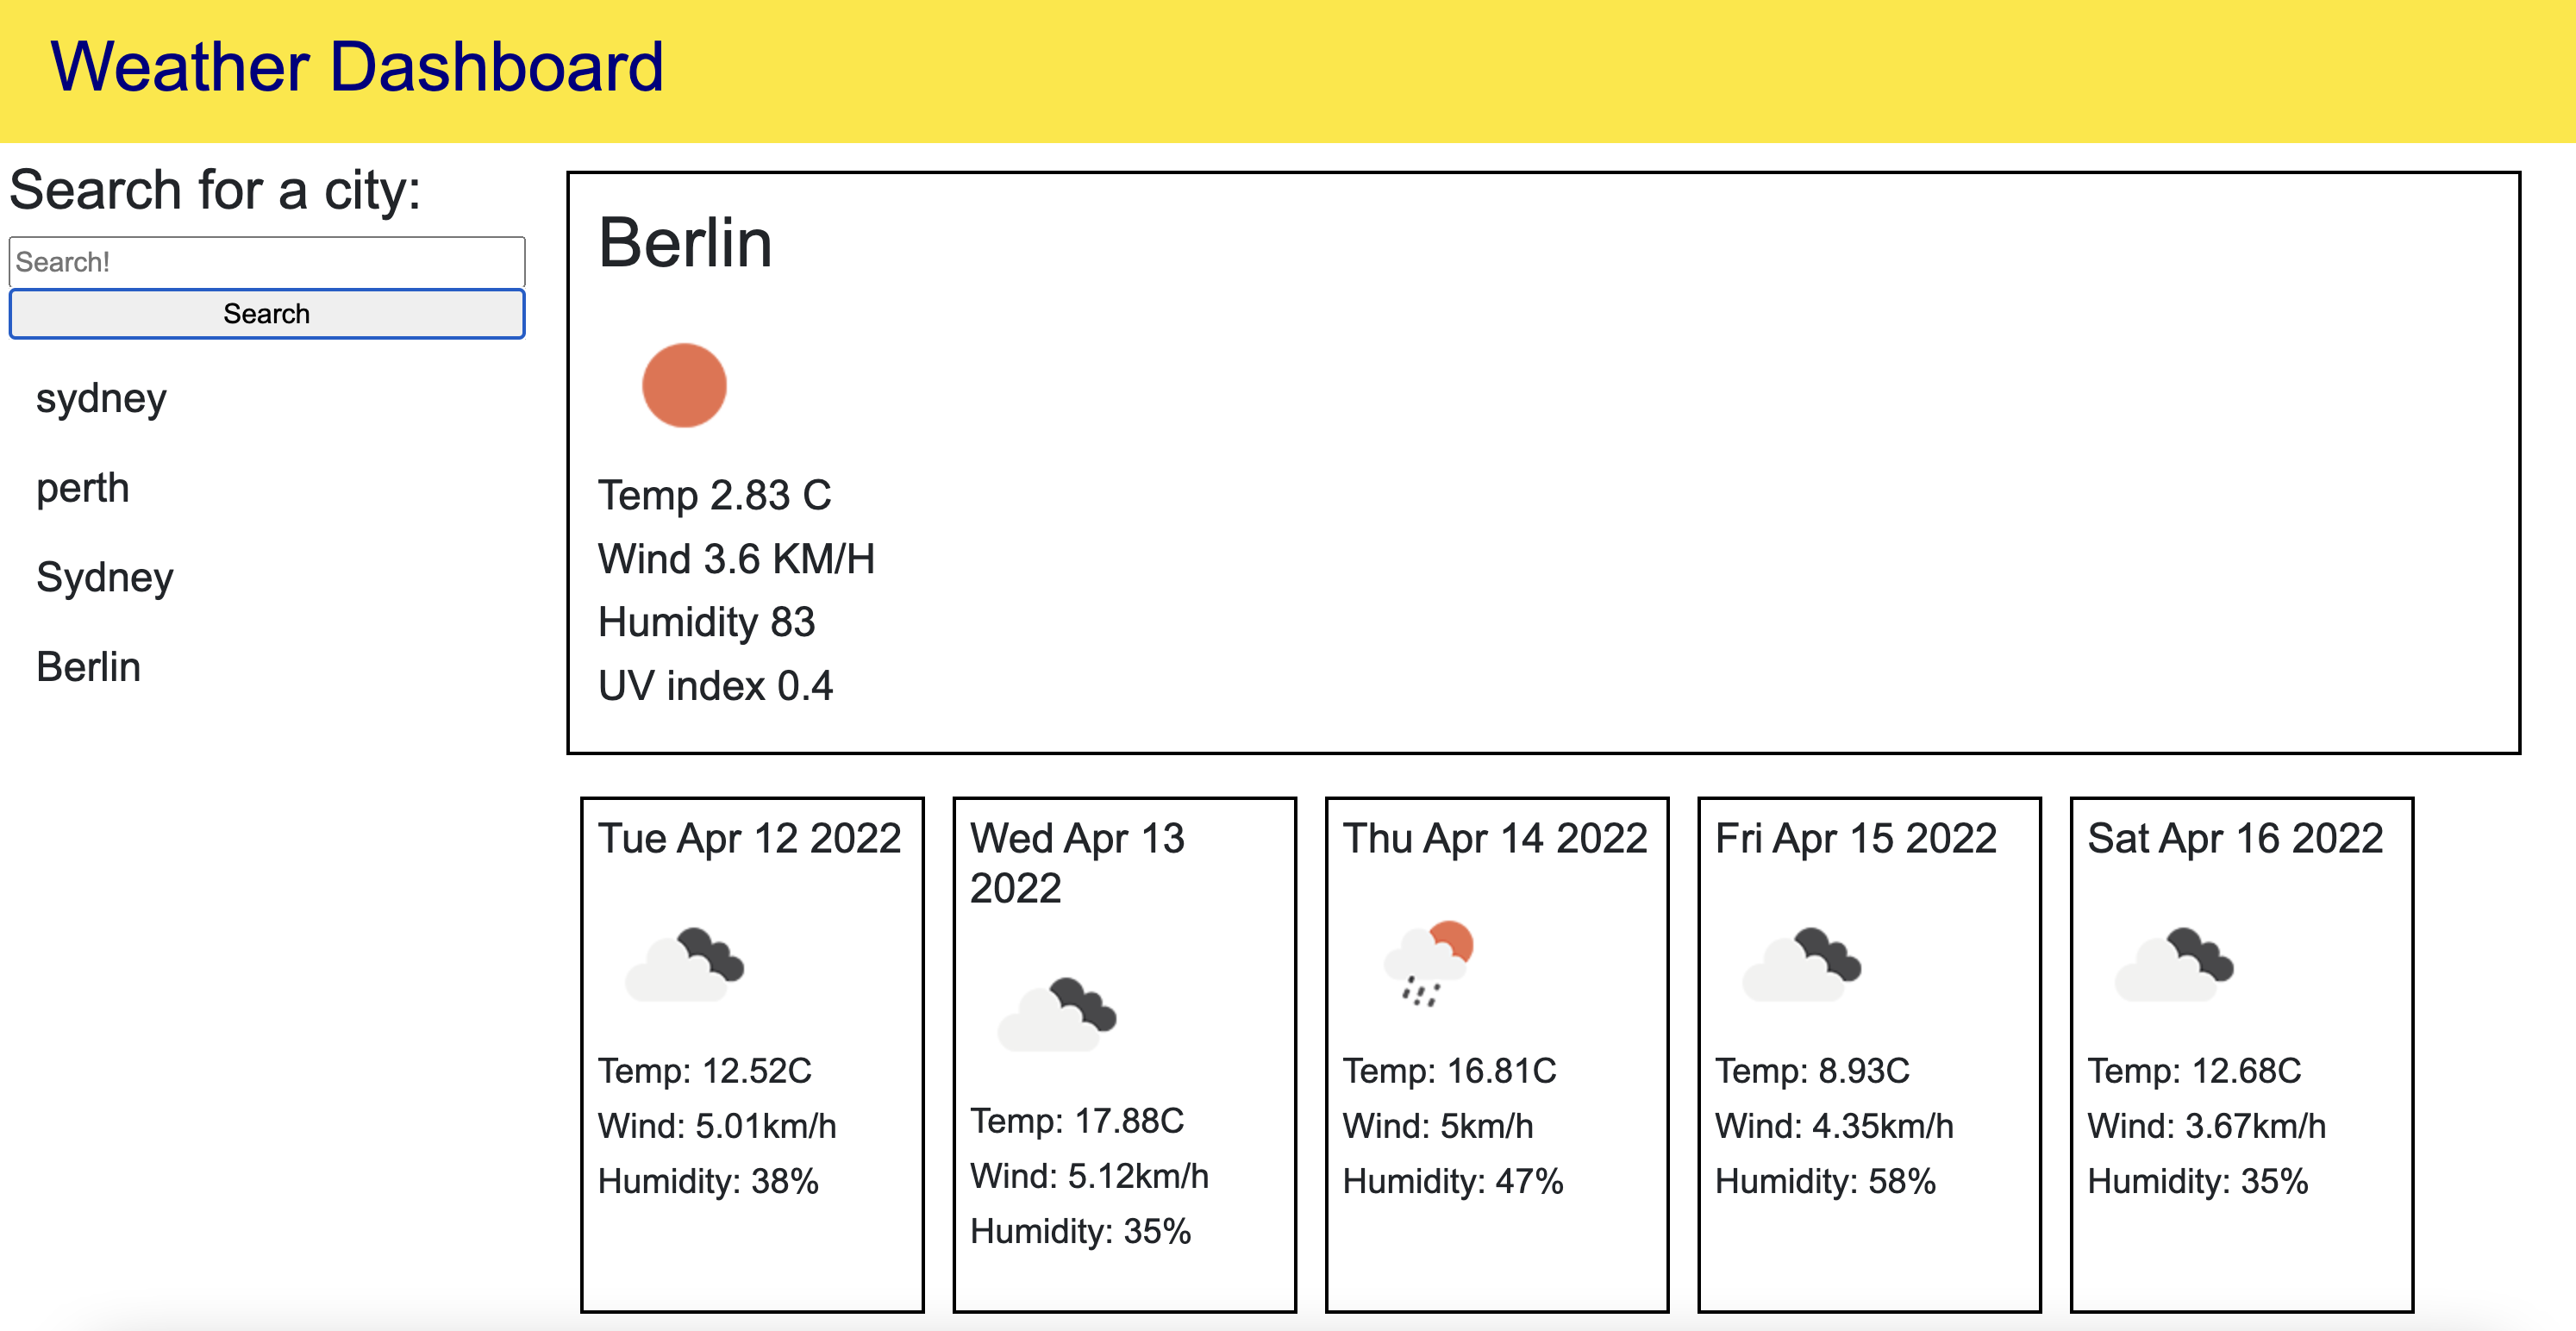 Weather Dashboard
Search for a city:
Search!
Search
sydney
perth
Sydney
Berlin
Berlin
Temp 2.83 C
Wind 3.6 KM/H
Humidity 83
UV index 0.4
Tue Apr 12 2022
Temp: 12.52C
Wind: 5.01km/h
Humidity: 38%
Wed Apr 13
2022
Temp: 17.88C
Wind: 5.12km/h
Humidity: 35%
Thu Apr 14 2022
Temp: 16.81C
Wind: 5km/h
Humidity: 47%
Fri Apr 15 2022
Temp: 8.93C
Wind: 4.35km/h
Humidity: 58%
Sat Apr 16 2022
Temp: 12.68C
Wind: 3.67km/h
Humidity: 35%